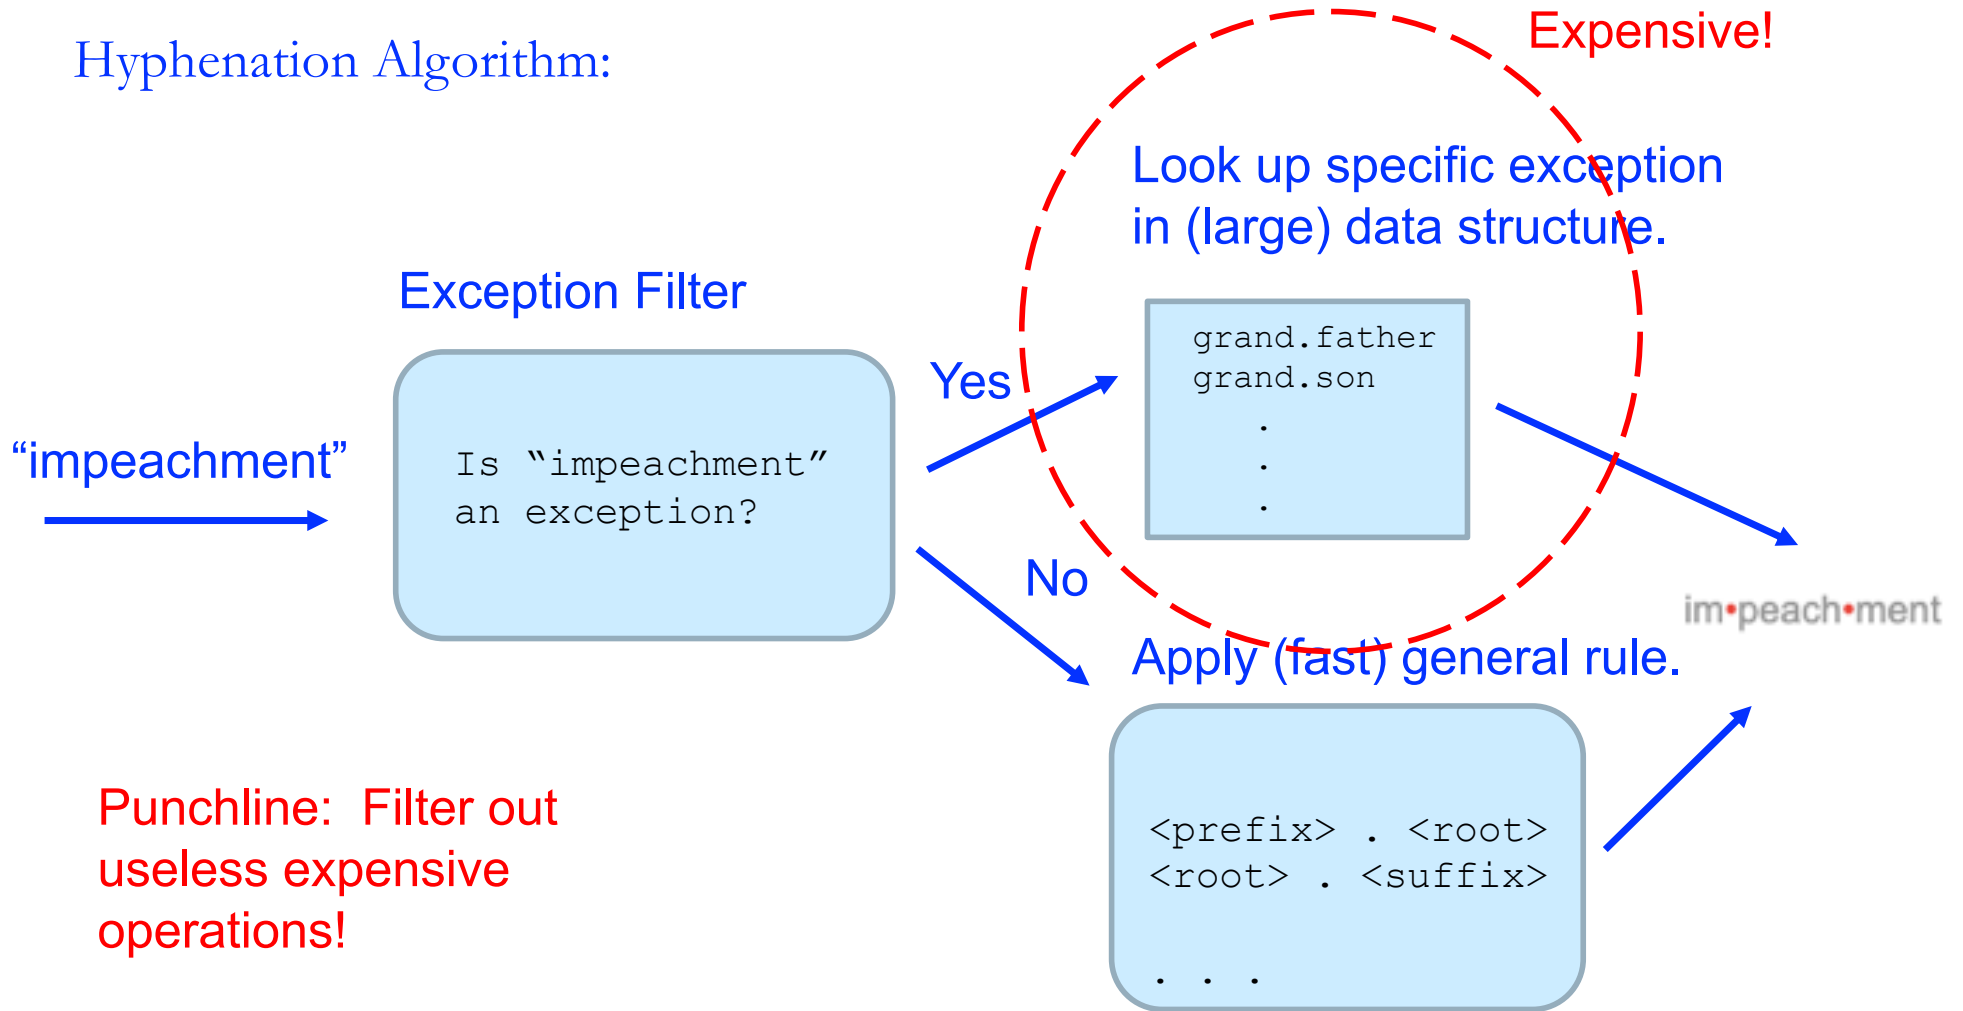 Hyphenation Algorithm:
Expensive!
Look up specific exception
in (large) data structure.
Exception Filter
grand.father
grand.son
.
.
.
Yes
“impeachment”
Is “impeachment”
an exception?
No
im•peach•ment
Apply (fast) general rule.
Punchline: Filter out
useless expensive
operations!
<prefix> . <root>
<root> . <suffix>
. . .